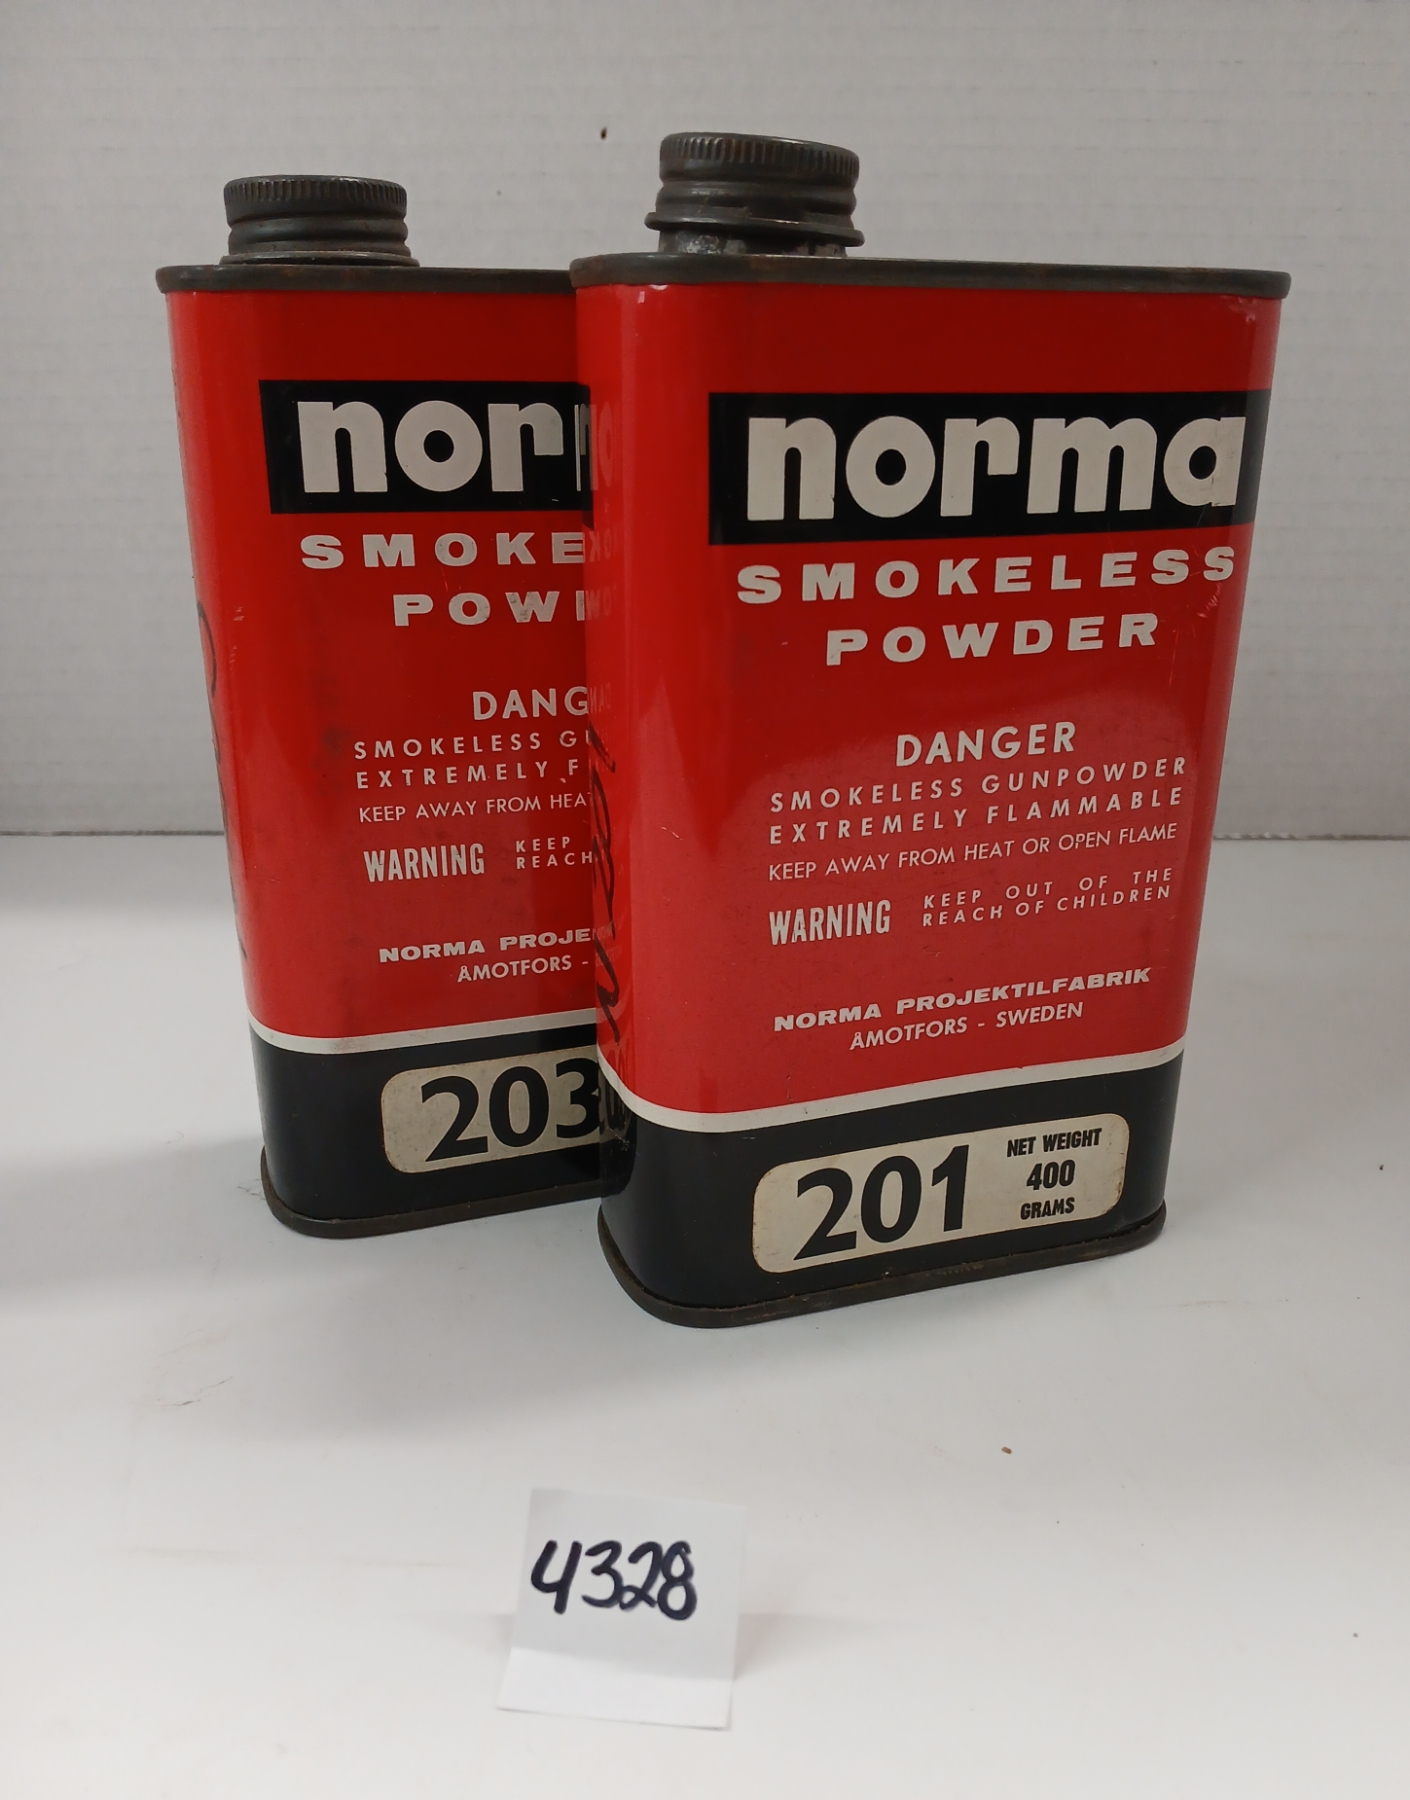 nor
SMOKE
POW
DANG
SMOKELESS GU
EXTREMELY F
KEEP AWAY FROM HEAT
WARNING
KEEP
REACH
NORMA PROJE
ÅMOTFORS -
203
norma
SMOKELESS
POWDER
DANGER
SMOKELESS GUNPOWDER
EXTREMELY FLAMMABLE
KEEP AWAY FROM HEAT OR OPEN FLAME
WARNING
KEEP OUT OF THE
REACH OF CHILDREN
NORMA PROJEKTILFABRIK
ÅMOTFORS - SWEDEN
201
NET WEIGHT
400
GRAMS
4328